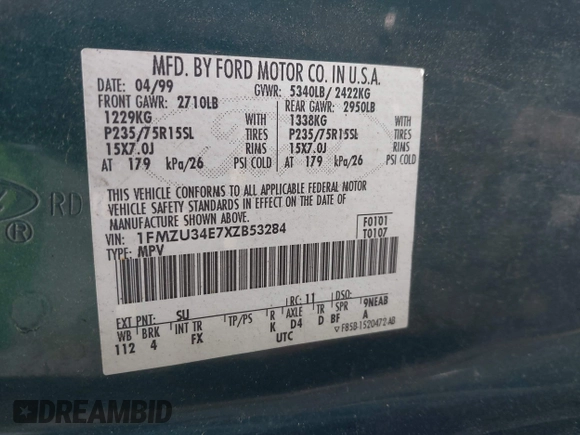 MFD. BY FORD MOTOR CO. IN U.S.A.
DATE: 04/99 GVWR: 5340LB/ 2422KG
FRONT GAWR: 2710LB REAR GAWR: 2950LB
1229KG WITH 1338KG WITH
P235/75R15SL TIRES P235/75R15SL TIRES
15X7.0J RIMS 15X7.0J RIMS
AT 179 kPa/26 PSI COLD AT 179 kPa/26 PSI COLD
THIS VEHICLE CONFORMS TO ALL APPLICABLE FEDERAL MOTOR
VEHICLE SAFETY STANDARDS IN EFFECT ON THE DATE OF
MANUFACTURE SHOWN ABOVE.
VIN: 1FMZU34E7XZB53284 F0101
TYPE: MPV T0107
EXT PNT: SU RC: 11 DSO:
WB BRK INT TR TP/PS R AXLE TR SPR 9NEAB
112 4 FX K D4 D BF A
UTC ▽F85B-1520472-AB
RD
®
DREAMBID